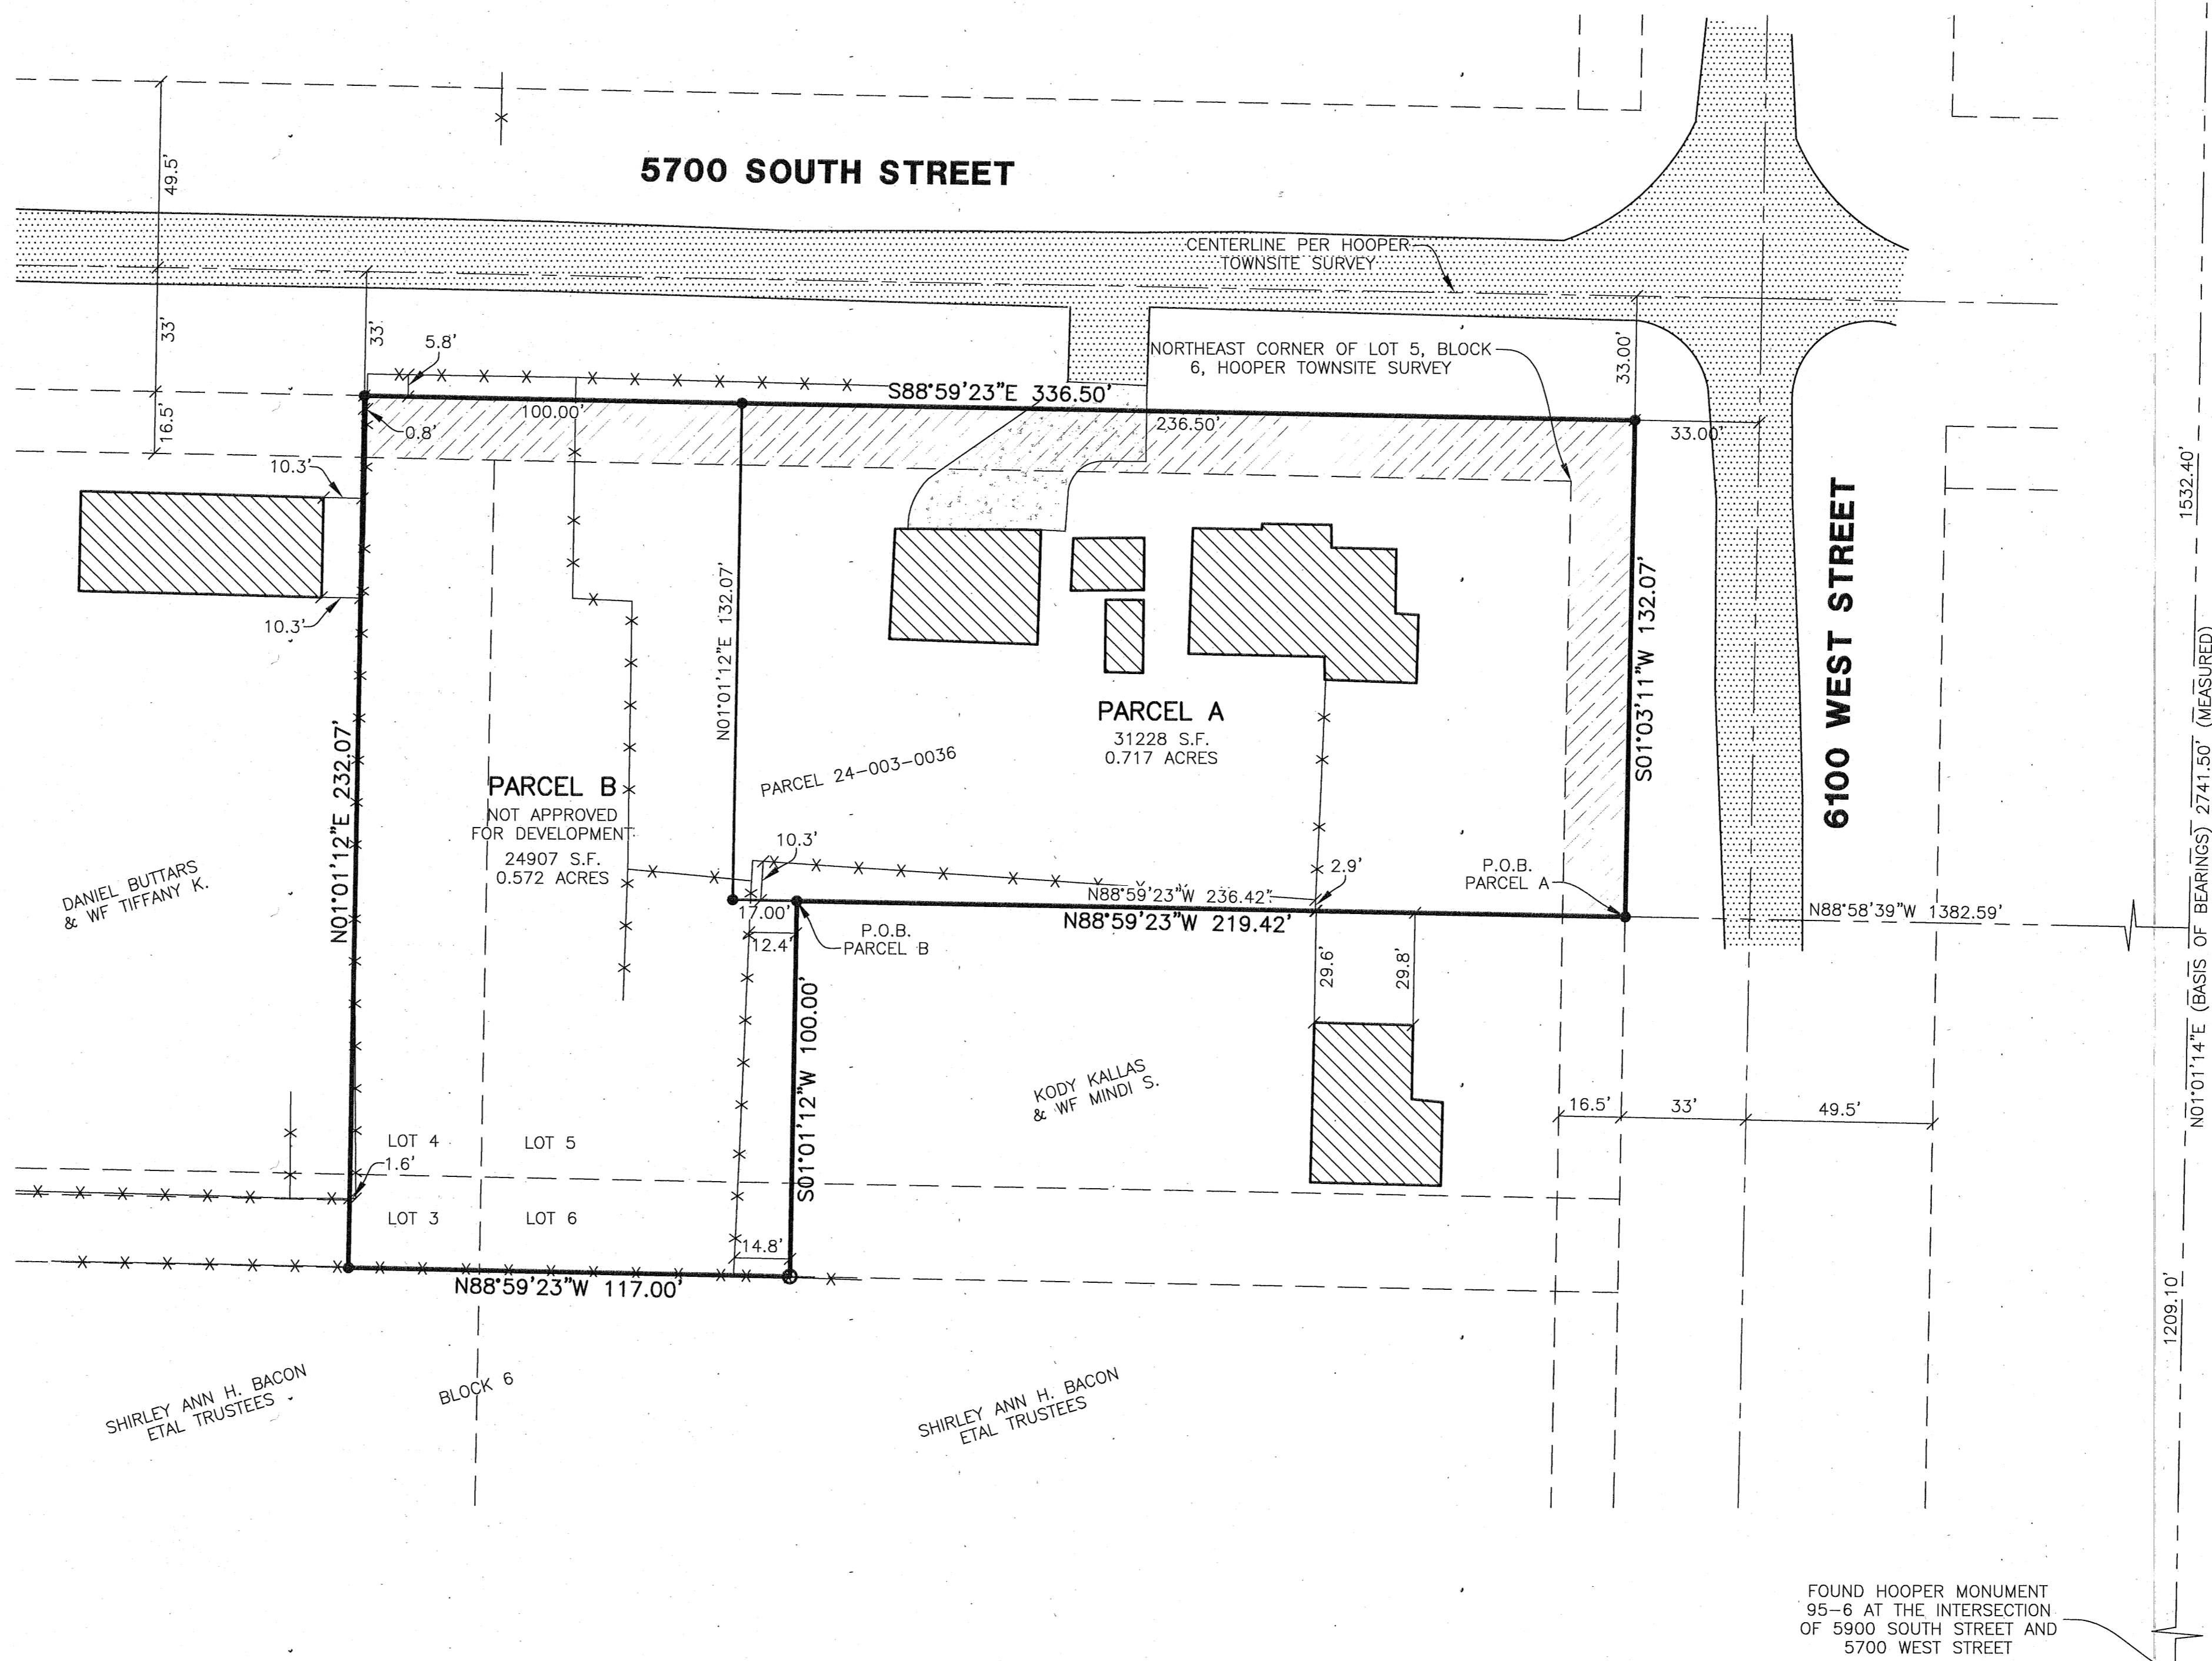 49.5'
5700 SOUTH STREET
CENTERLINE PER HOOPER
TOWNSITE SURVEY
33'
33'
5.8'
33.00'
NORTHEAST CORNER OF LOT 5, BLOCK
6, HOOPER TOWNSITE SURVEY
S88°59'23"E 336.50'
100.00'
236.50'
33.00'
16.5'
0.8'
10.3'
10.3'
1532.40'
6100 WEST STREET
N01°01'12"E 132.07'
S01°03'11"W 132.07'
PARCEL A
31228 S.F.
0.717 ACRES
PARCEL 24-003-0036
N01°01'12"E 232.07'
PARCEL B
NOT APPROVED
FOR DEVELOPMENT
24907 S.F.
0.572 ACRES
10.3'
2.9'
P.O.B.
PARCEL A
N88°59'23"W 236.42'
N88°59'23"W 219.42'
N88°58'39"W 1382.59'
17.00'
12.4'
P.O.B.
PARCEL B
DANIEL BUTTARS
& WF TIFFANY K.
29.6'
29.8'
S01°01'12"W 100.00'
KODY KALLAS
& WF MINDI S.
16.5'
33'
49.5'
N01°01'14"E (BASIS OF BEARINGS) 2741.50' (MEASURED)
LOT 4
LOT 5
1.6'
LOT 3
LOT 6
14.8'
N88°59'23"W 117.00'
1209.10'
SHIRLEY ANN H. BACON
ETAL TRUSTEES
BLOCK 6
SHIRLEY ANN H. BACON
ETAL TRUSTEES
FOUND HOOPER MONUMENT
95-6 AT THE INTERSECTION
OF 5900 SOUTH STREET AND
5700 WEST STREET